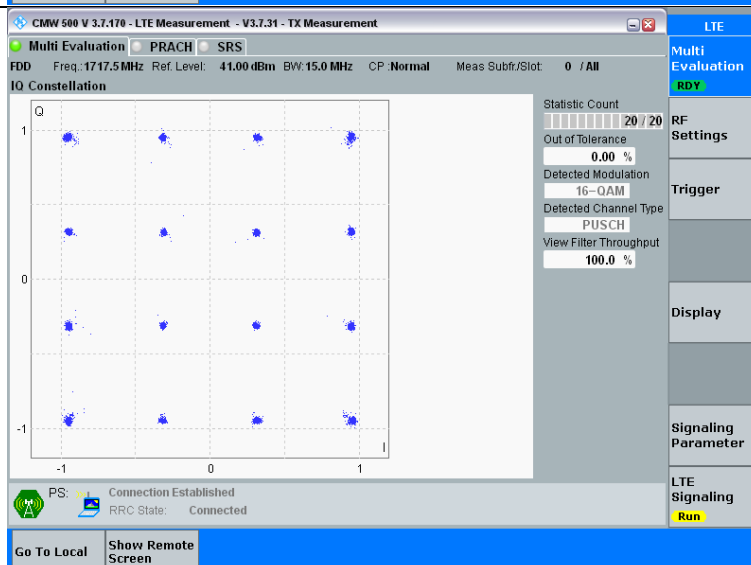 CMW 500 V 3.7.170 - LTE Measurement - V3.7.31 - TX Measurement
LTE
Multi Evaluation PRACH SRS
FDD Freq.:1717.5 MHz Ref. Level: 41.00 dBm BW:15.0 MHz CP :Normal Meas Subfr./Slot: 0 / All
IQ Constellation
Q
1
0
-1
-1 0 1
I
Statistic Count
20 / 20
Out of Tolerance
0.00 %
Detected Modulation
16-QAM
Detected Channel Type
PUSCH
View Filter Throughput
100.0 %
Multi
Evaluation
RDY
RF
Settings
Trigger
Display
Signaling
Parameter
LTE
Signaling
Run
PS: Connection Established
RRC State: Connected
Go To Local
Show Remote
Screen